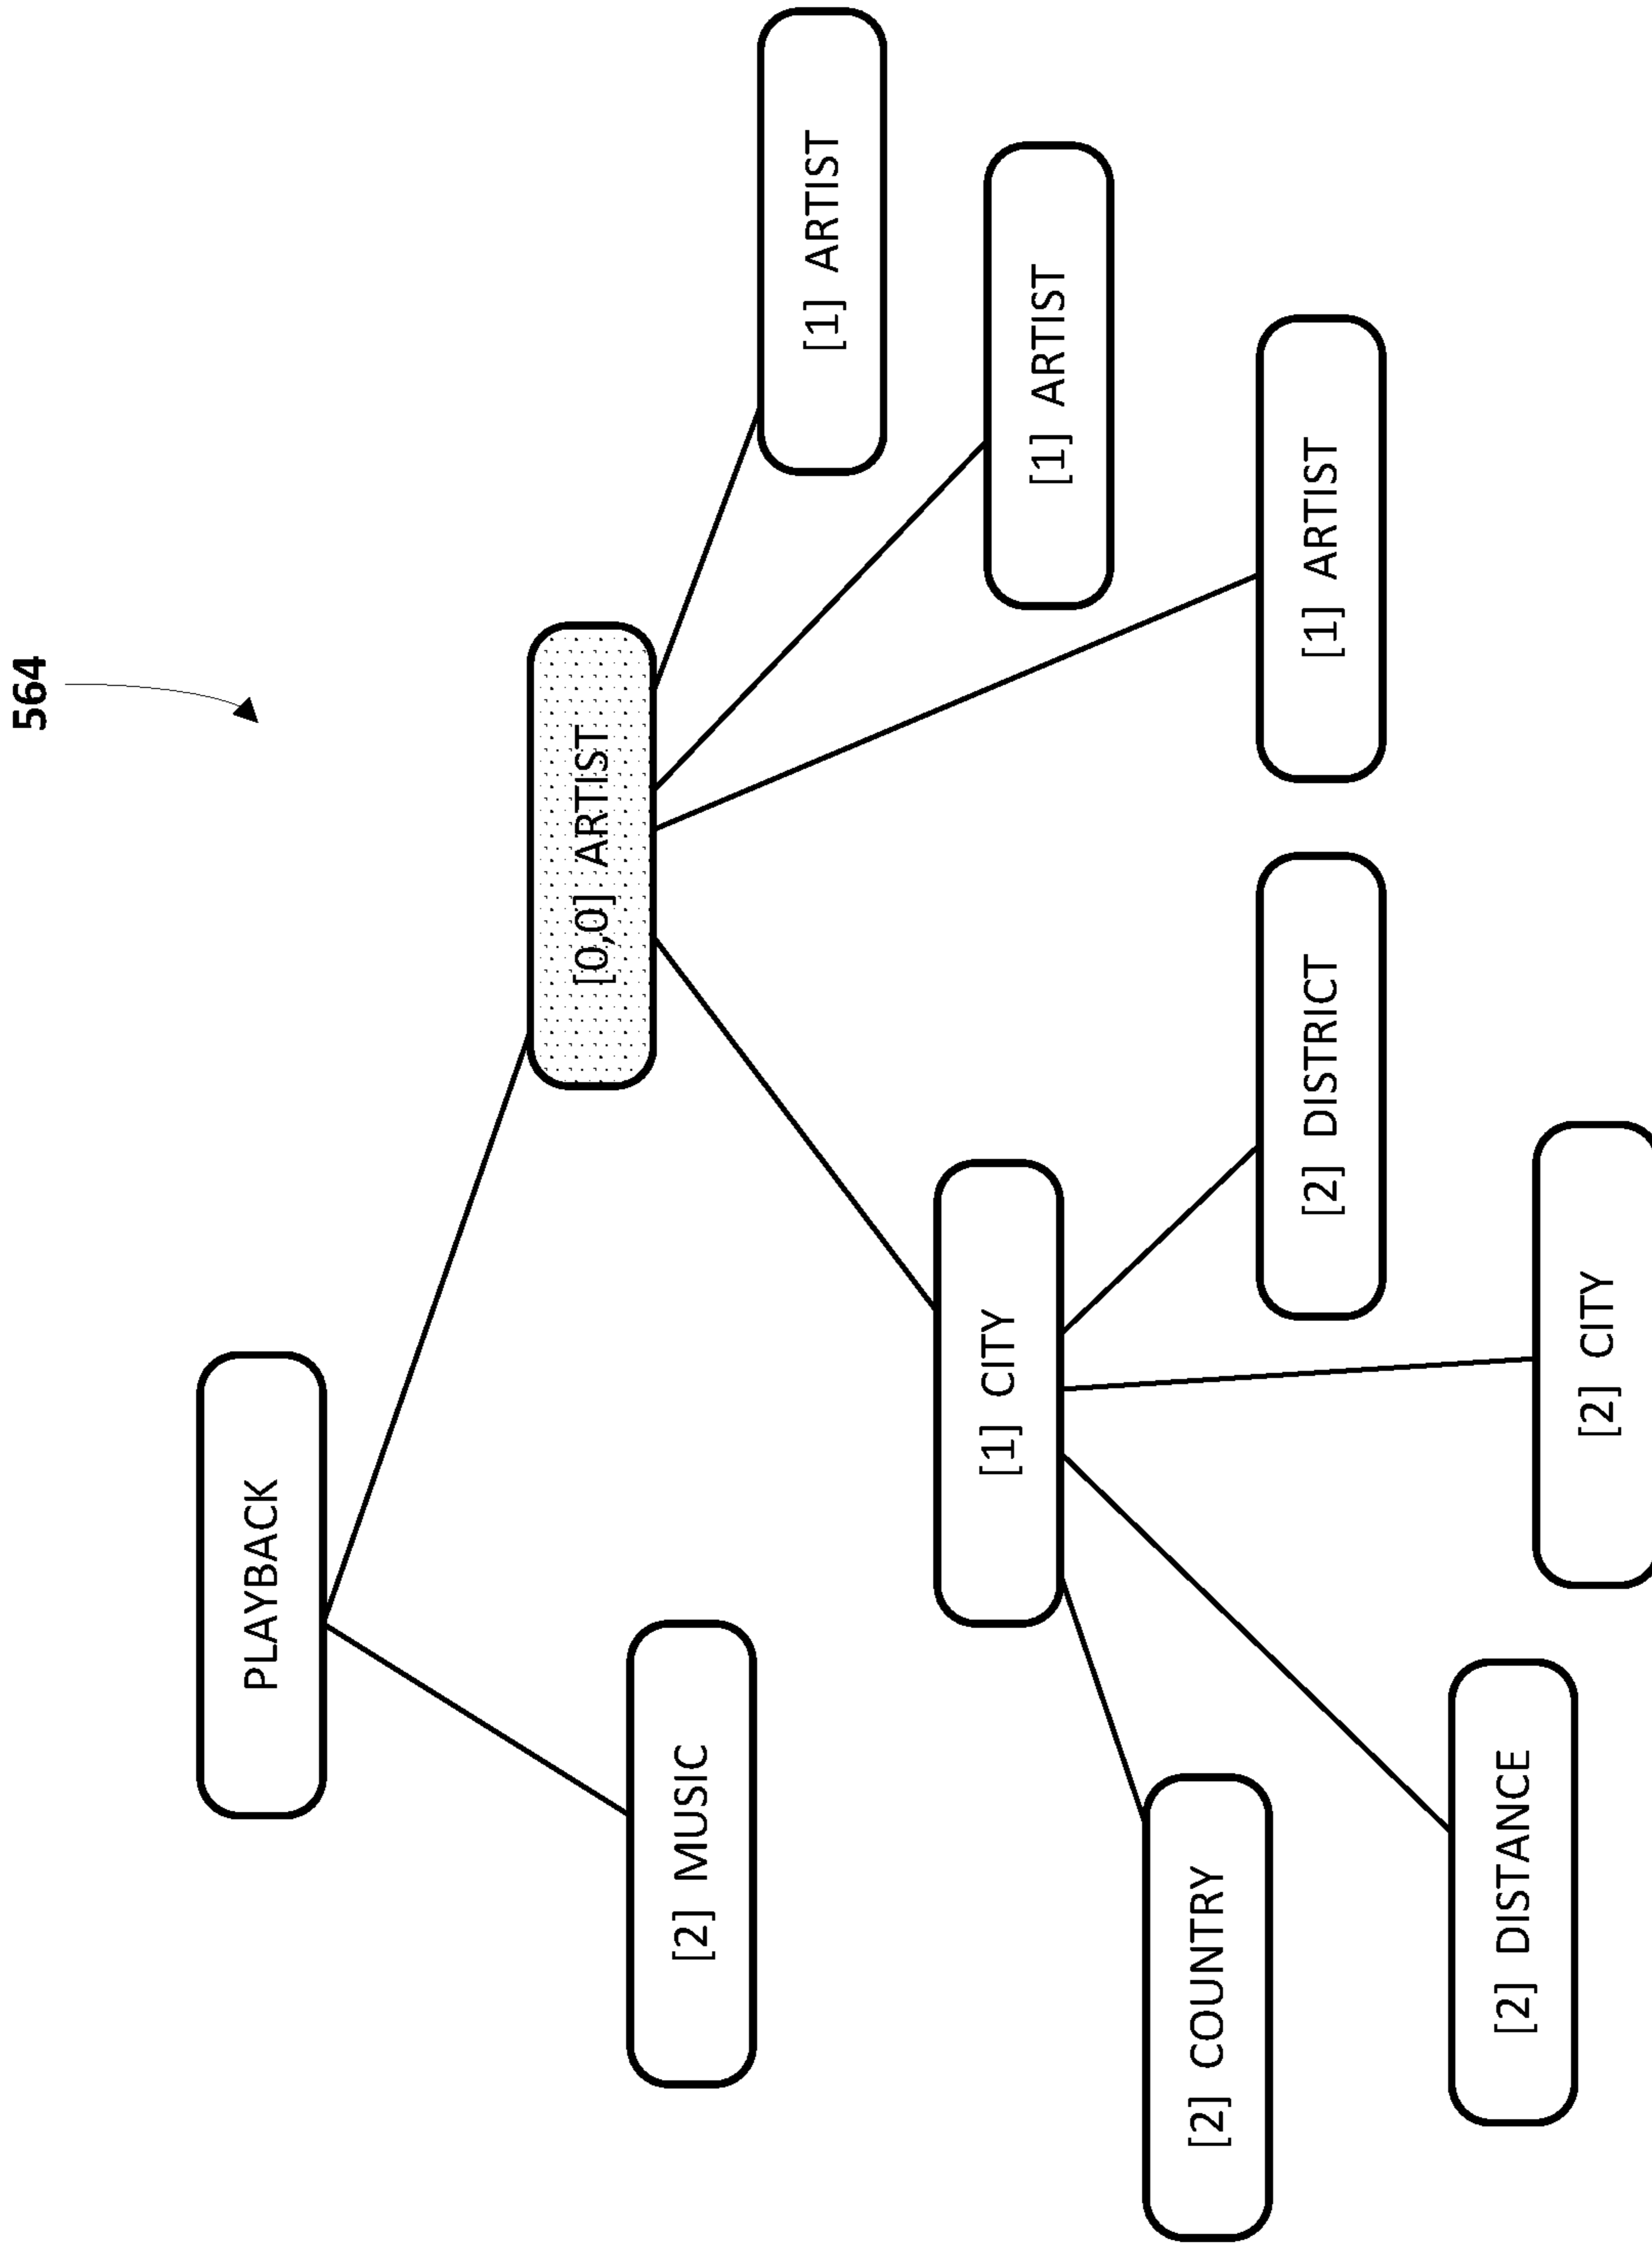 564
PLAYBACK
[0,0] ARTIST
[2] MUSIC
[1] ARTIST
[1] CITY
[1] ARTIST
[2] COUNTRY
[2] DISTRICT
[1] ARTIST
[2] DISTANCE
[2] CITY